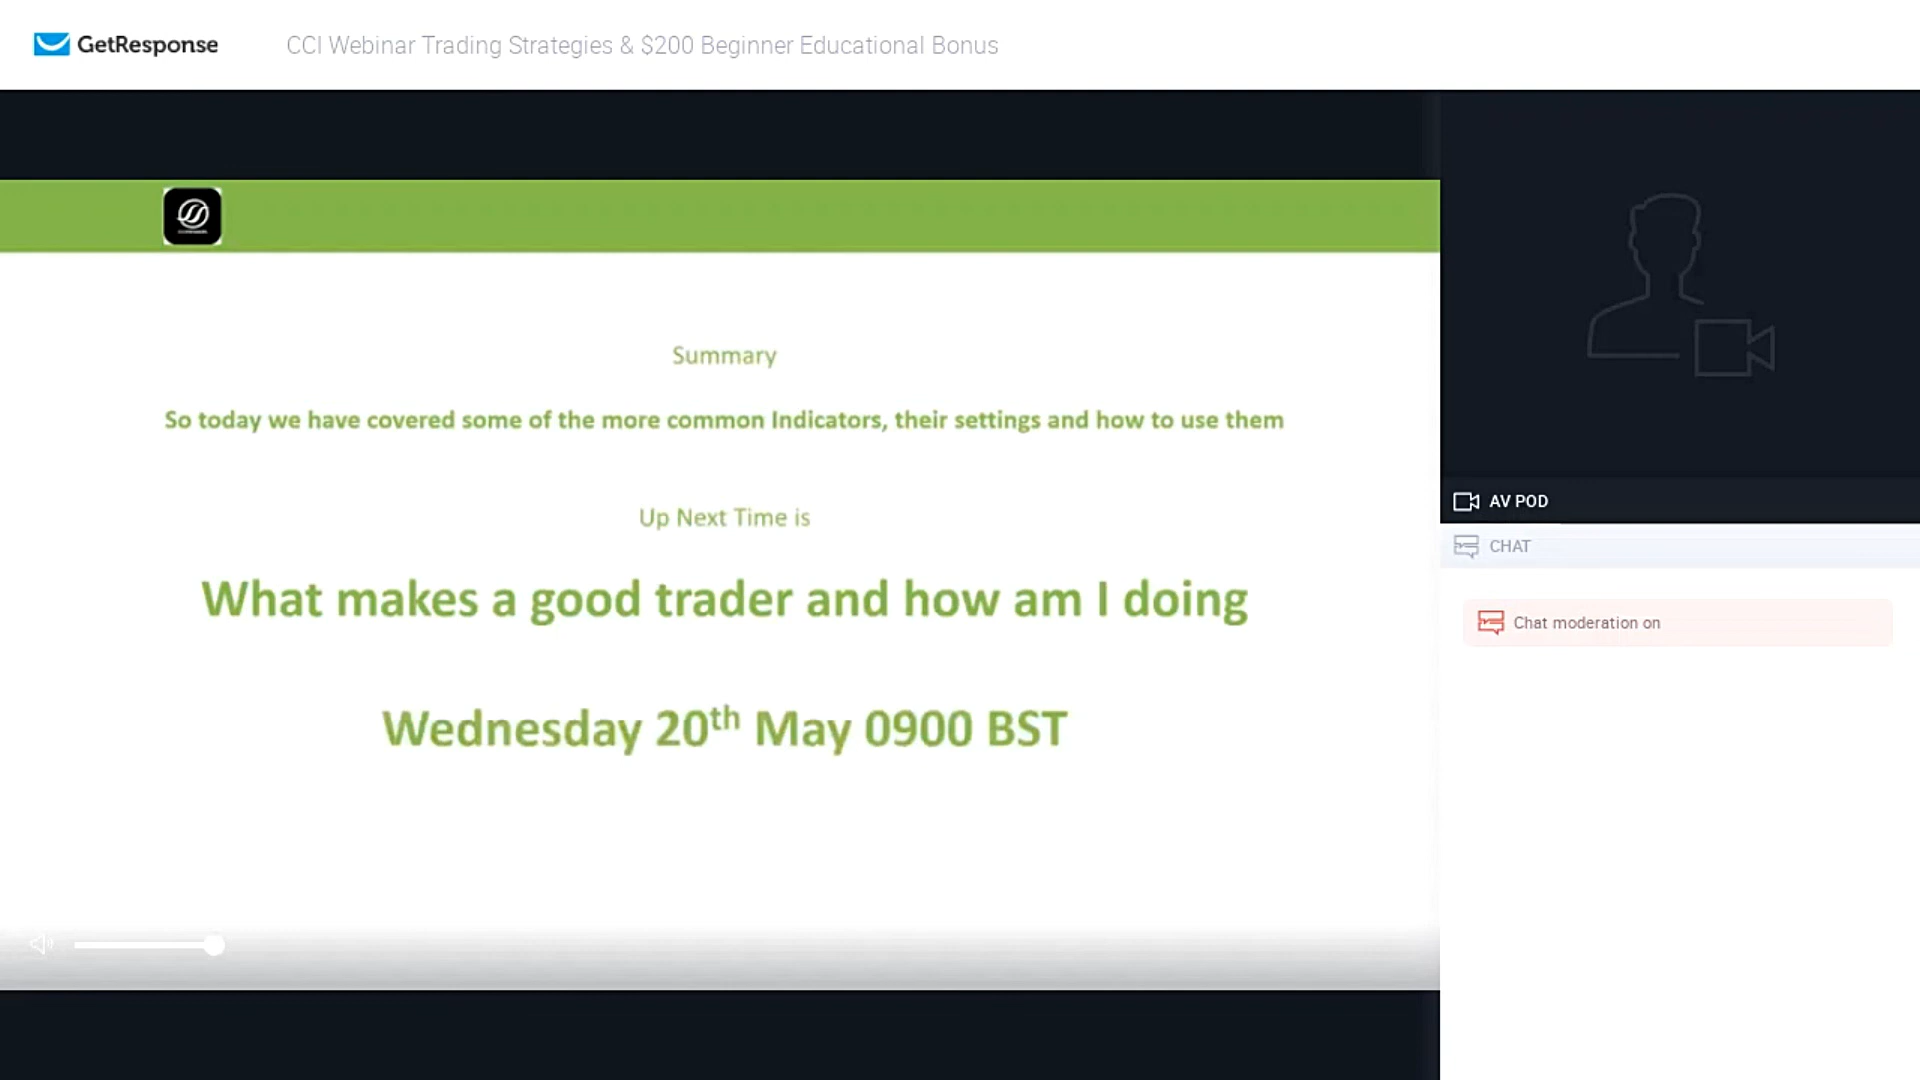 GetResponse
CCI Webinar Trading Strategies & $200 Beginner Educational Bonus
Summary
So today we have covered some of the more common Indicators, their settings and how to use them
Up Next Time is
What makes a good trader and how am I doing
Wednesday 20th May 0900 BST
AV POD
CHAT
Chat moderation on